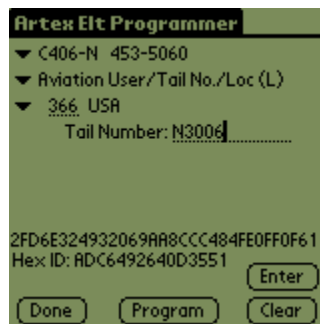 Artex Elt Programmer
C406-N 453-5060
Aviation User/Tail No./Loc (L)
366 USA
Tail Number: N3006
2FD6E324932069AA8CCC484FE0FF0F61
Hex ID: ADC6492640D3551
Enter
Done Program Clear